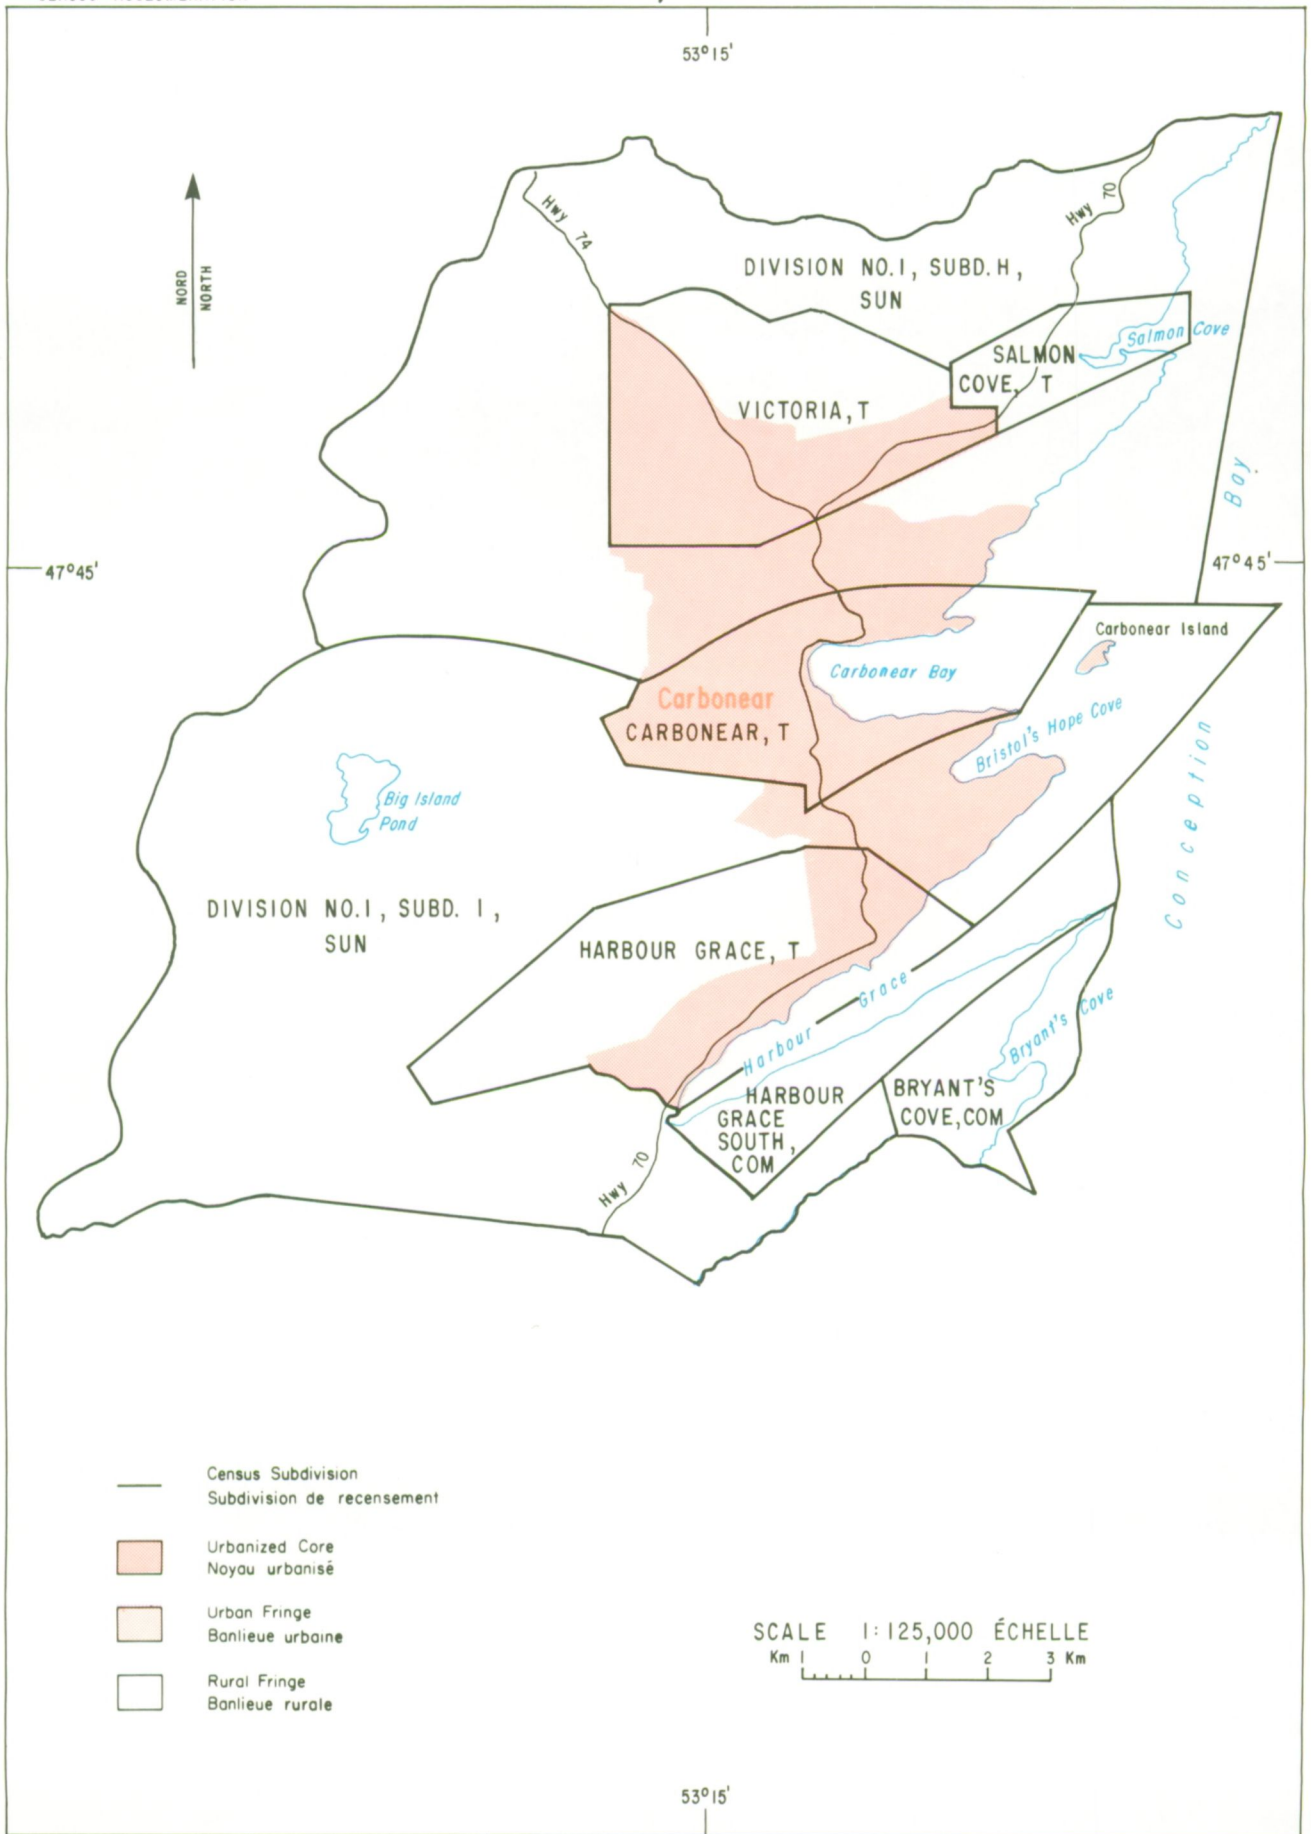 53°15'
NORD
NORTH
Hwy 74
Hwy 70
DIVISION NO.1, SUBD. H,
SUN
Salmon Cove
SALMON
COVE, T
VICTORIA, T
Bay
47°45'
47°45'
Carbonear Island
Carbonear Bay
Carbonear
CARBONEAR, T
Bristol's Hope Cove
Conception
Big Island
Pond
DIVISION NO.1, SUBD. I,
SUN
HARBOUR GRACE, T
Harbour Grace
Bryant's Cove
HARBOUR
GRACE
SOUTH,
COM
BRYANT'S
COVE, COM
Hwy 70
Census Subdivision
Subdivision de recensement
Urbanized Core
Noyau urbanisé
Urban Fringe
Banlieue urbaine
Rural Fringe
Banlieue rurale
SCALE 1:125,000 ÉCHELLE
Km 1 0 1 2 3 Km
53°15'